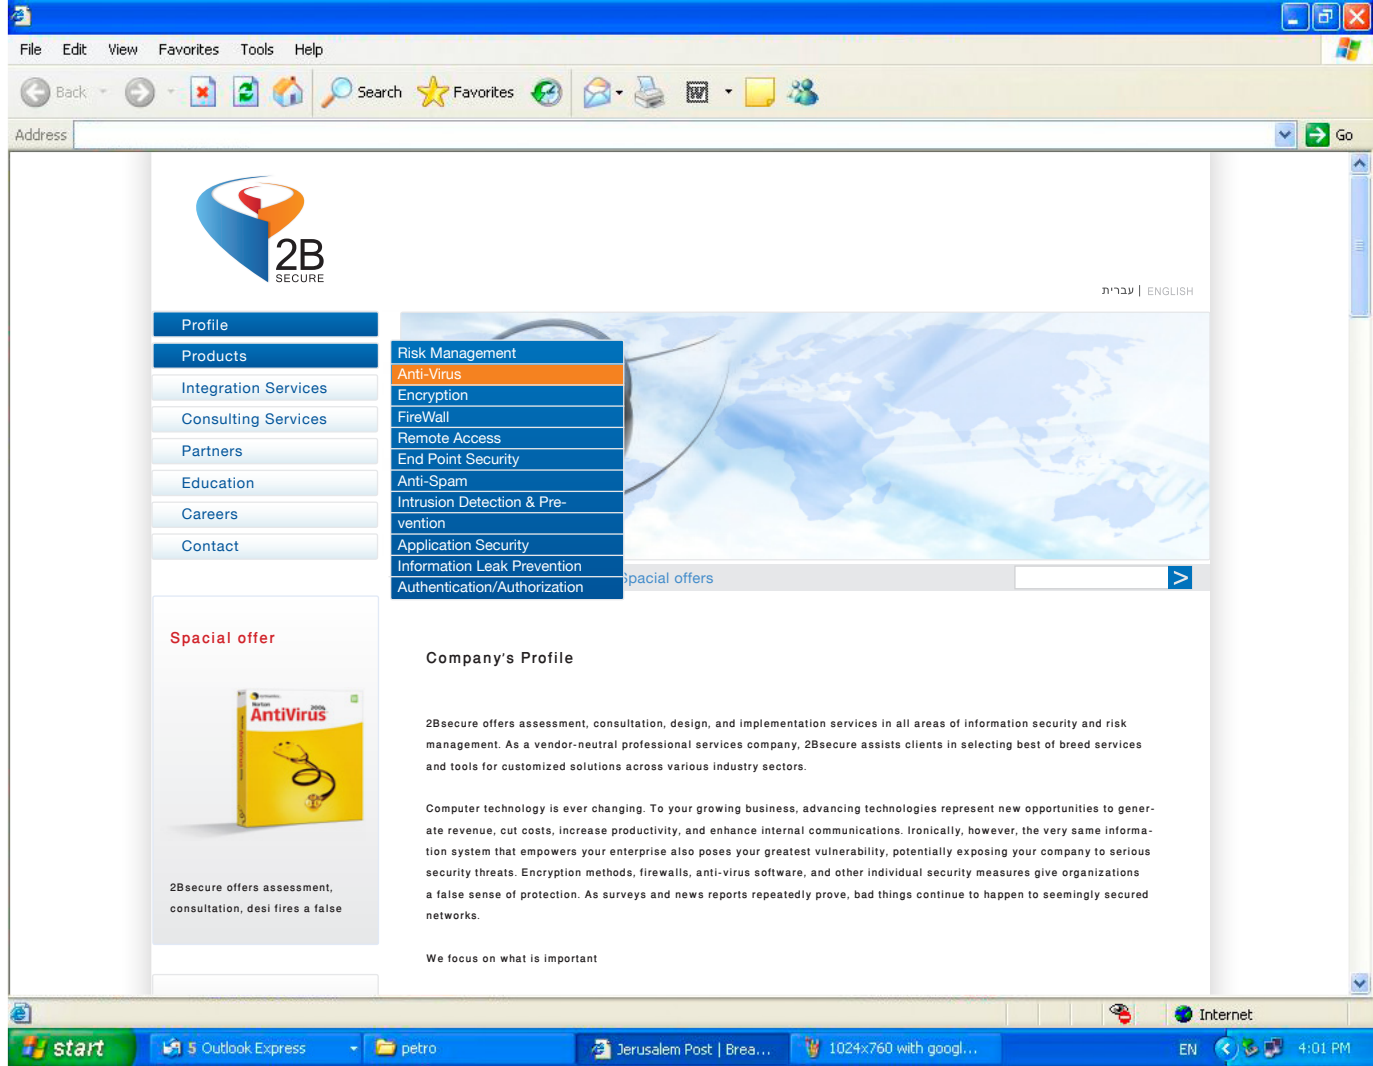 File Edit View Favorites Tools Help
Back Search Favorites
Address Go
2B
SECURE
עברית | ENGLISH
Profile
Products
Integration Services
Consulting Services
Partners
Education
Careers
Contact
Risk Management
Anti-Virus
Encryption
FireWall
Remote Access
End Point Security
Anti-Spam
Intrusion Detection & Pre-
vention
Application Security
Information Leak Prevention
Authentication/Authorization
Spacial offers
>
Spacial offer
Norton
AntiVirus
2Bsecure offers assessment,
consultation, desi fires a false
Company's Profile
2Bsecure offers assessment, consultation, design, and implementation services in all areas of information security and risk
management. As a vendor-neutral professional services company, 2Bsecure assists clients in selecting best of breed services
and tools for customized solutions across various industry sectors.
Computer technology is ever changing. To your growing business, advancing technologies represent new opportunities to gener-
ate revenue, cut costs, increase productivity, and enhance internal communications. Ironically, however, the very same informa-
tion system that empowers your enterprise also poses your greatest vulnerability, potentially exposing your company to serious
security threats. Encryption methods, firewalls, anti-virus software, and other individual security measures give organizations
a false sense of protection. As surveys and news reports repeatedly prove, bad things continue to happen to seemingly secured
networks.
We focus on what is important
Internet
start 5 Outlook Express petro Jerusalem Post | Brea... 1024x760 with googl... EN 4:01 PM